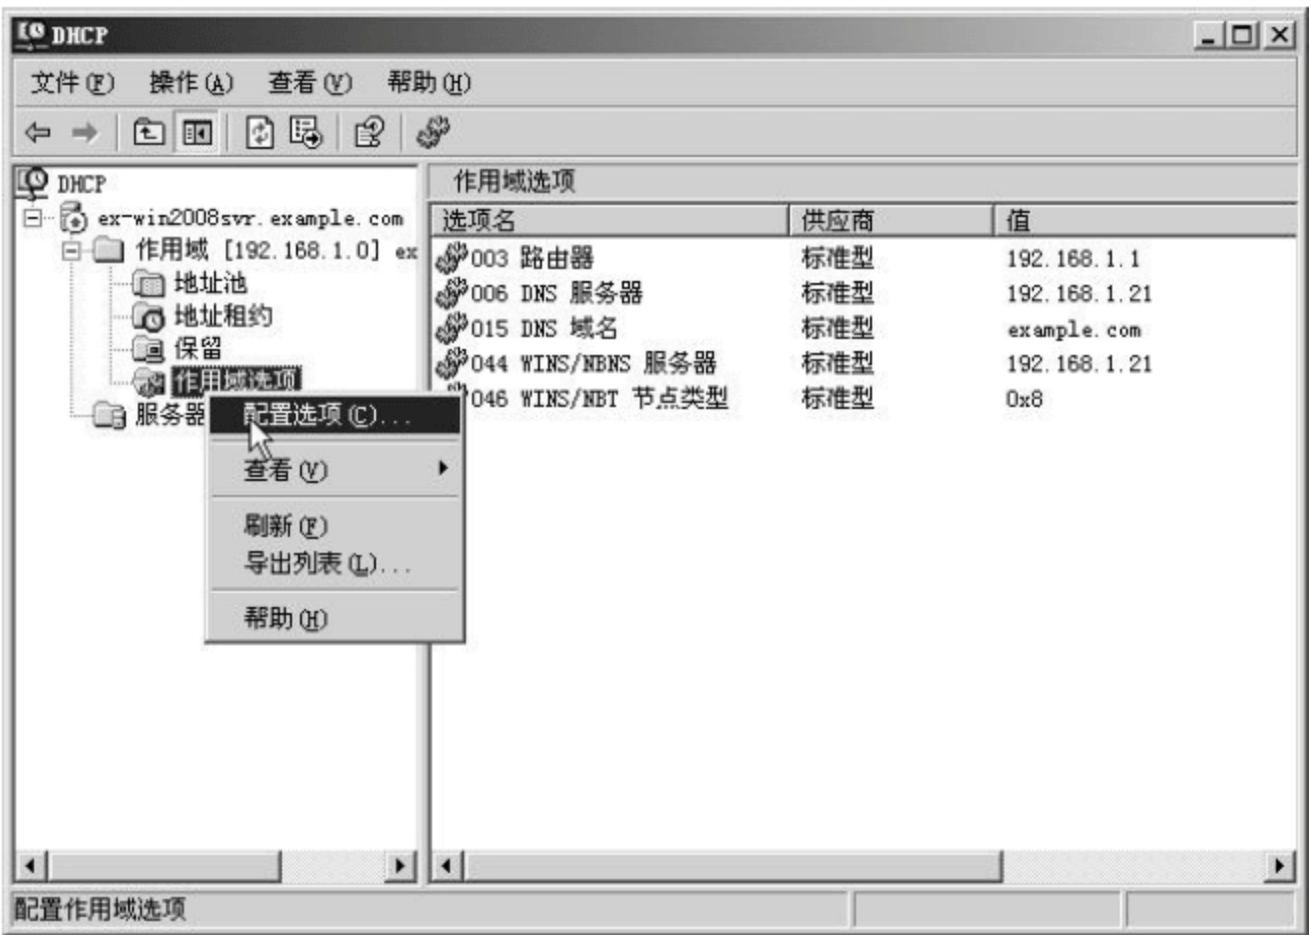 DHCP
文件(F) 操作(A) 查看(V) 帮助(H)
DHCP
ex-win2008svr.example.com
作用域 [192.168.1.0] ex
地址池
地址租约
保留
作用域选项
服务器
配置选项(C)...
查看(V)
刷新(F)
导出列表(L)...
帮助(H)
作用域选项
选项名 供应商 值
003 路由器 标准型 192.168.1.1
006 DNS 服务器 标准型 192.168.1.21
015 DNS 域名 标准型 example.com
044 WINS/NBNS 服务器 标准型 192.168.1.21
046 WINS/NBT 节点类型 标准型 0x8
配置作用域选项